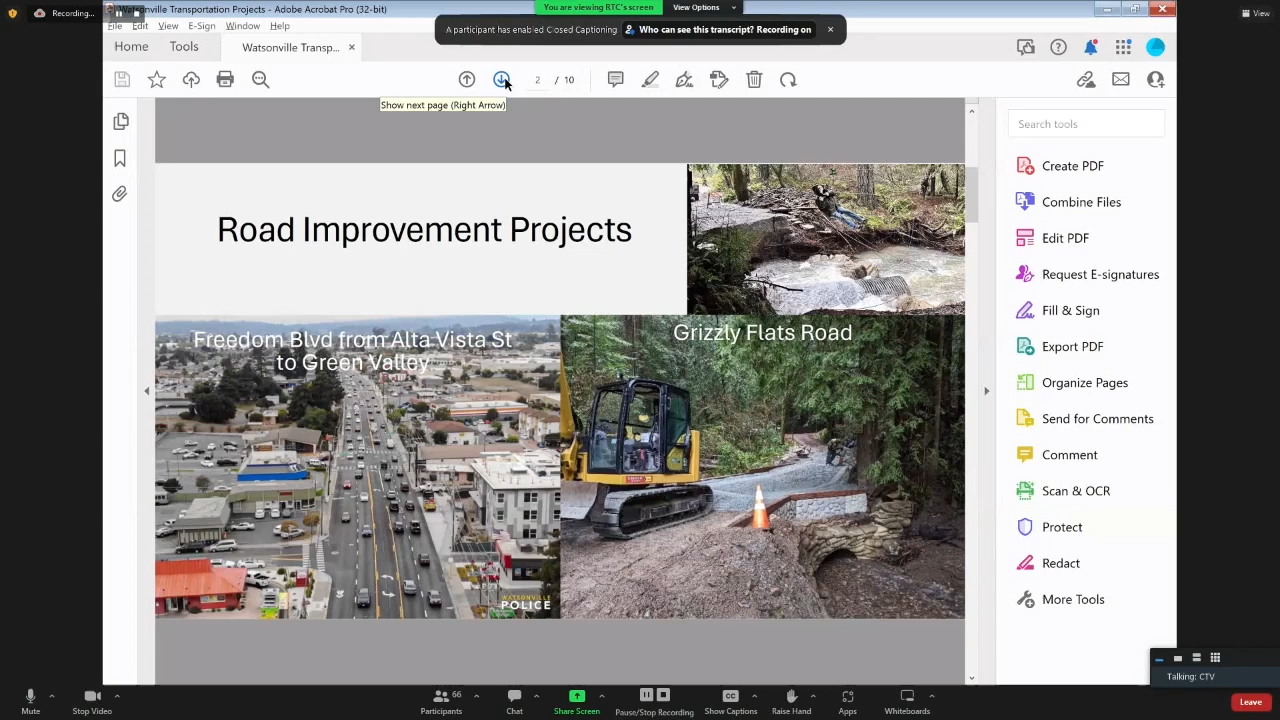 Recording...
Watsonville Transportation Projects - Adobe Acrobat Pro (32-bit)
You are viewing RTC's screen
View Options
View
File Edit View E-Sign Window Help
A participant has enabled Closed Captioning Who can see this transcript? Recording on
Home Tools Watsonville Transp...
2 / 10
Show next page (Right Arrow)
Search tools
Create PDF
Combine Files
Edit PDF
Request E-signatures
Fill & Sign
Export PDF
Organize Pages
Send for Comments
Comment
Scan & OCR
Protect
Redact
More Tools
Road Improvement Projects
Freedom Blvd from Alta Vista St
to Green Valley
Grizzly Flats Road
WATSONVILLE
POLICE
Talking: CTV
Mute
Stop Video
66
Participants
Chat
Share Screen
Pause/Stop Recording
CC
Show Captions
Raise Hand
Apps
Whiteboards
Leave